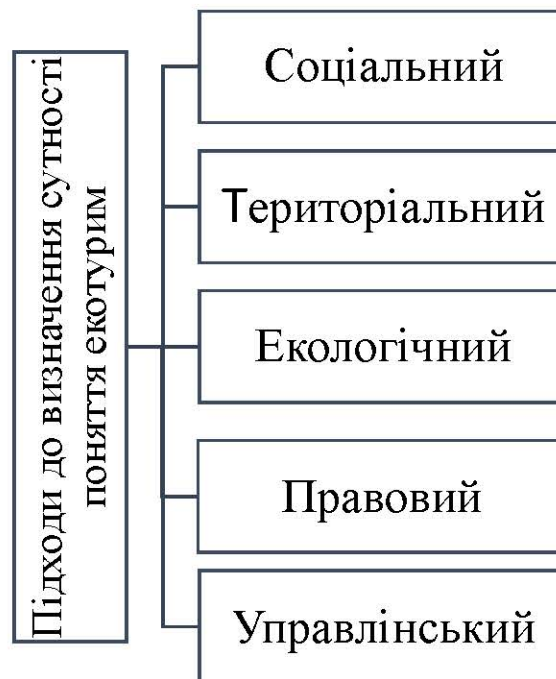 Підходи до визначення сутності
поняття екотурим
Соціальний
Територіальний
Екологічний
Правовий
Управлінський